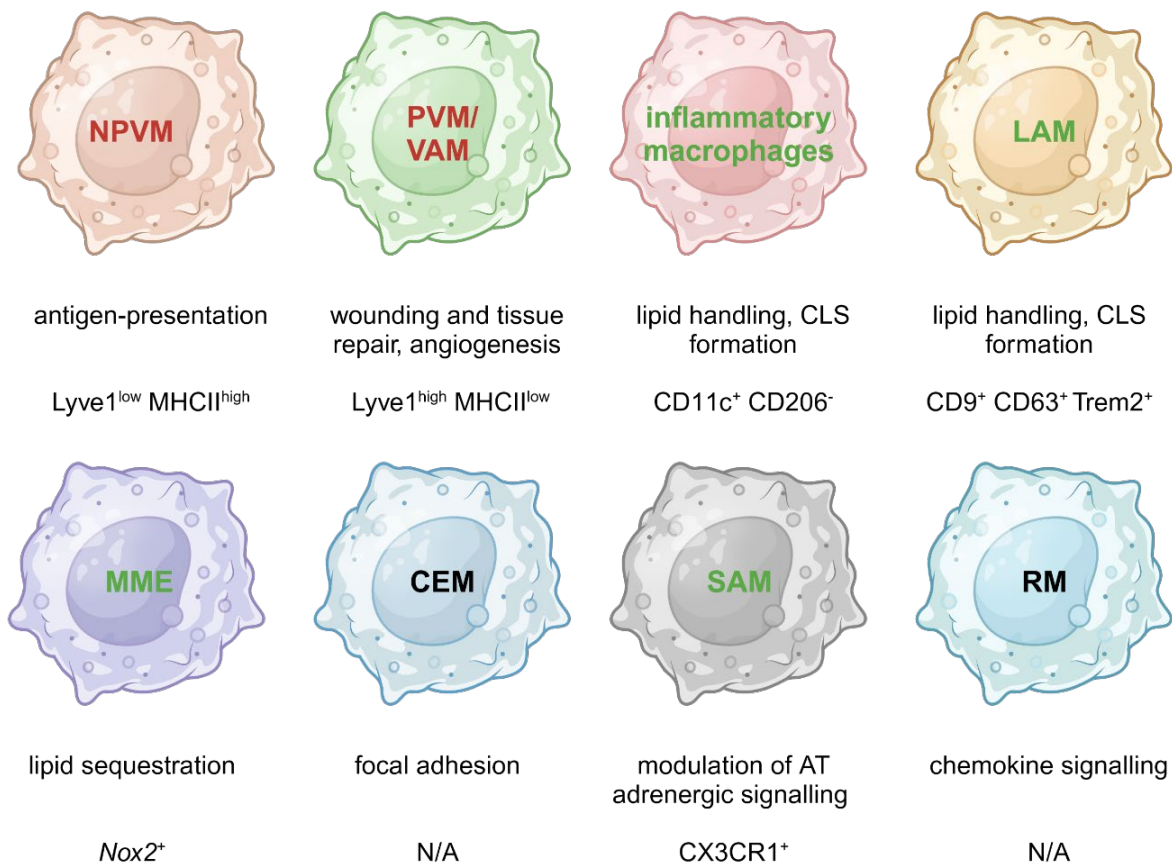 NPVM
PVM/
VAM
inflammatory
macrophages
LAM
antigen-presentation
wounding and tissue
repair, angiogenesis
lipid handling, CLS
formation
lipid handling, CLS
formation
Lyve1low MHCIIhigh
Lyve1high MHCIIlow
CD11c+ CD206-
CD9+ CD63+ Trem2+
MME
CEM
SAM
RM
lipid sequestration
focal adhesion
modulation of AT
adrenergic signalling
chemokine signalling
Nox2+
N/A
CX3CR1+
N/A